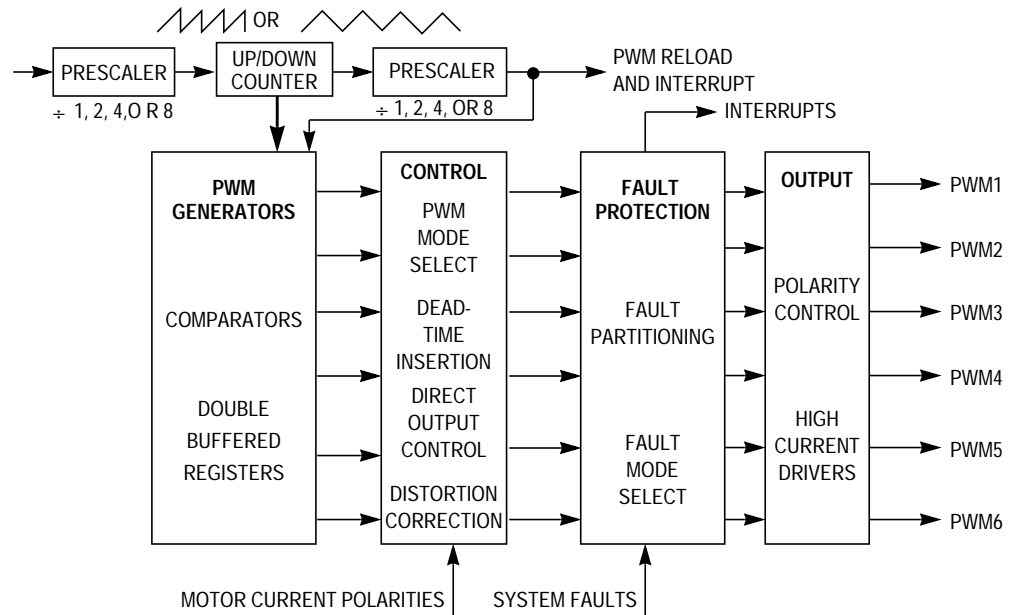 OR
PRESCALER
÷ 1, 2, 4,O R 8
UP/DOWN
COUNTER
PRESCALER
÷ 1, 2, 4, OR 8
PWM RELOAD
AND INTERRUPT
INTERRUPTS
PWM
GENERATORS
COMPARATORS
DOUBLE
BUFFERED
REGISTERS
CONTROL
PWM
MODE
SELECT
DEAD-
TIME
INSERTION
DIRECT
OUTPUT
CONTROL
DISTORTION
CORRECTION
FAULT
PROTECTION
FAULT
PARTITIONING
FAULT
MODE
SELECT
OUTPUT
POLARITY
CONTROL
HIGH
CURRENT
DRIVERS
PWM1
PWM2
PWM3
PWM4
PWM5
PWM6
MOTOR CURRENT POLARITIES
SYSTEM FAULTS